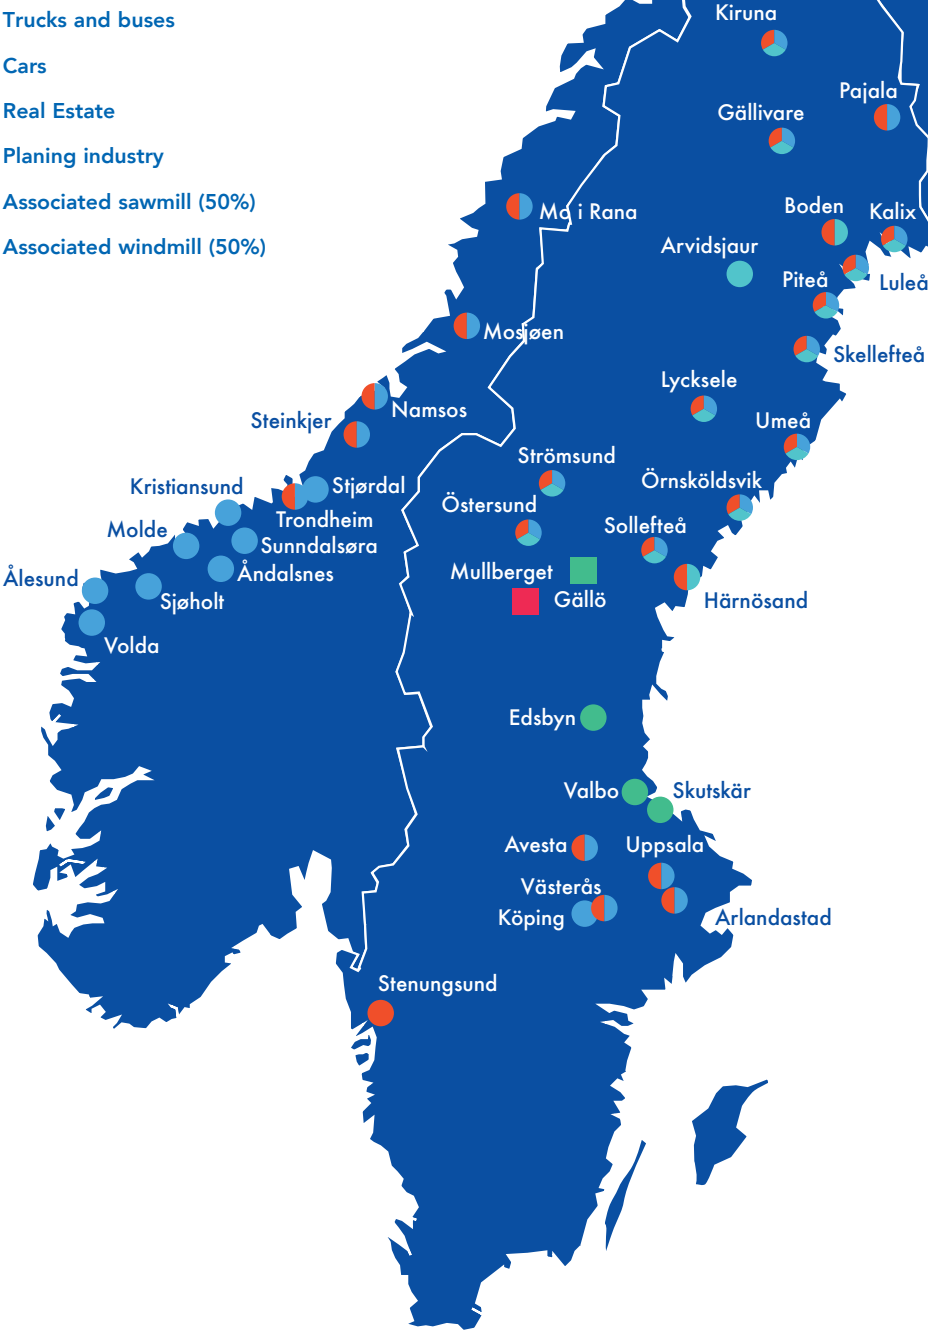 Trucks and buses
Cars
Real Estate
Planing industry
Associated sawmill (50%)
Associated windmill (50%)
Kiruna
Pajala
Gällivare
Mo i Rana
Boden
Kalix
Arvidsjaur
Piteå
Luleå
Mosjøen
Skellefteå
Lycksele
Namsos
Steinkjer
Umeå
Strömsund
Örnsköldsvik
Kristiansund
Stjørdal
Östersund
Trondheim
Sollefteå
Molde
Sunndalsøra
Mullberget
Åndalsnes
Ålesund
Sjøholt
Gällö
Härnösand
Volda
Edsbyn
Valbo
Skutskär
Avesta
Uppsala
Västerås
Köping
Arlandastad
Stenungsund